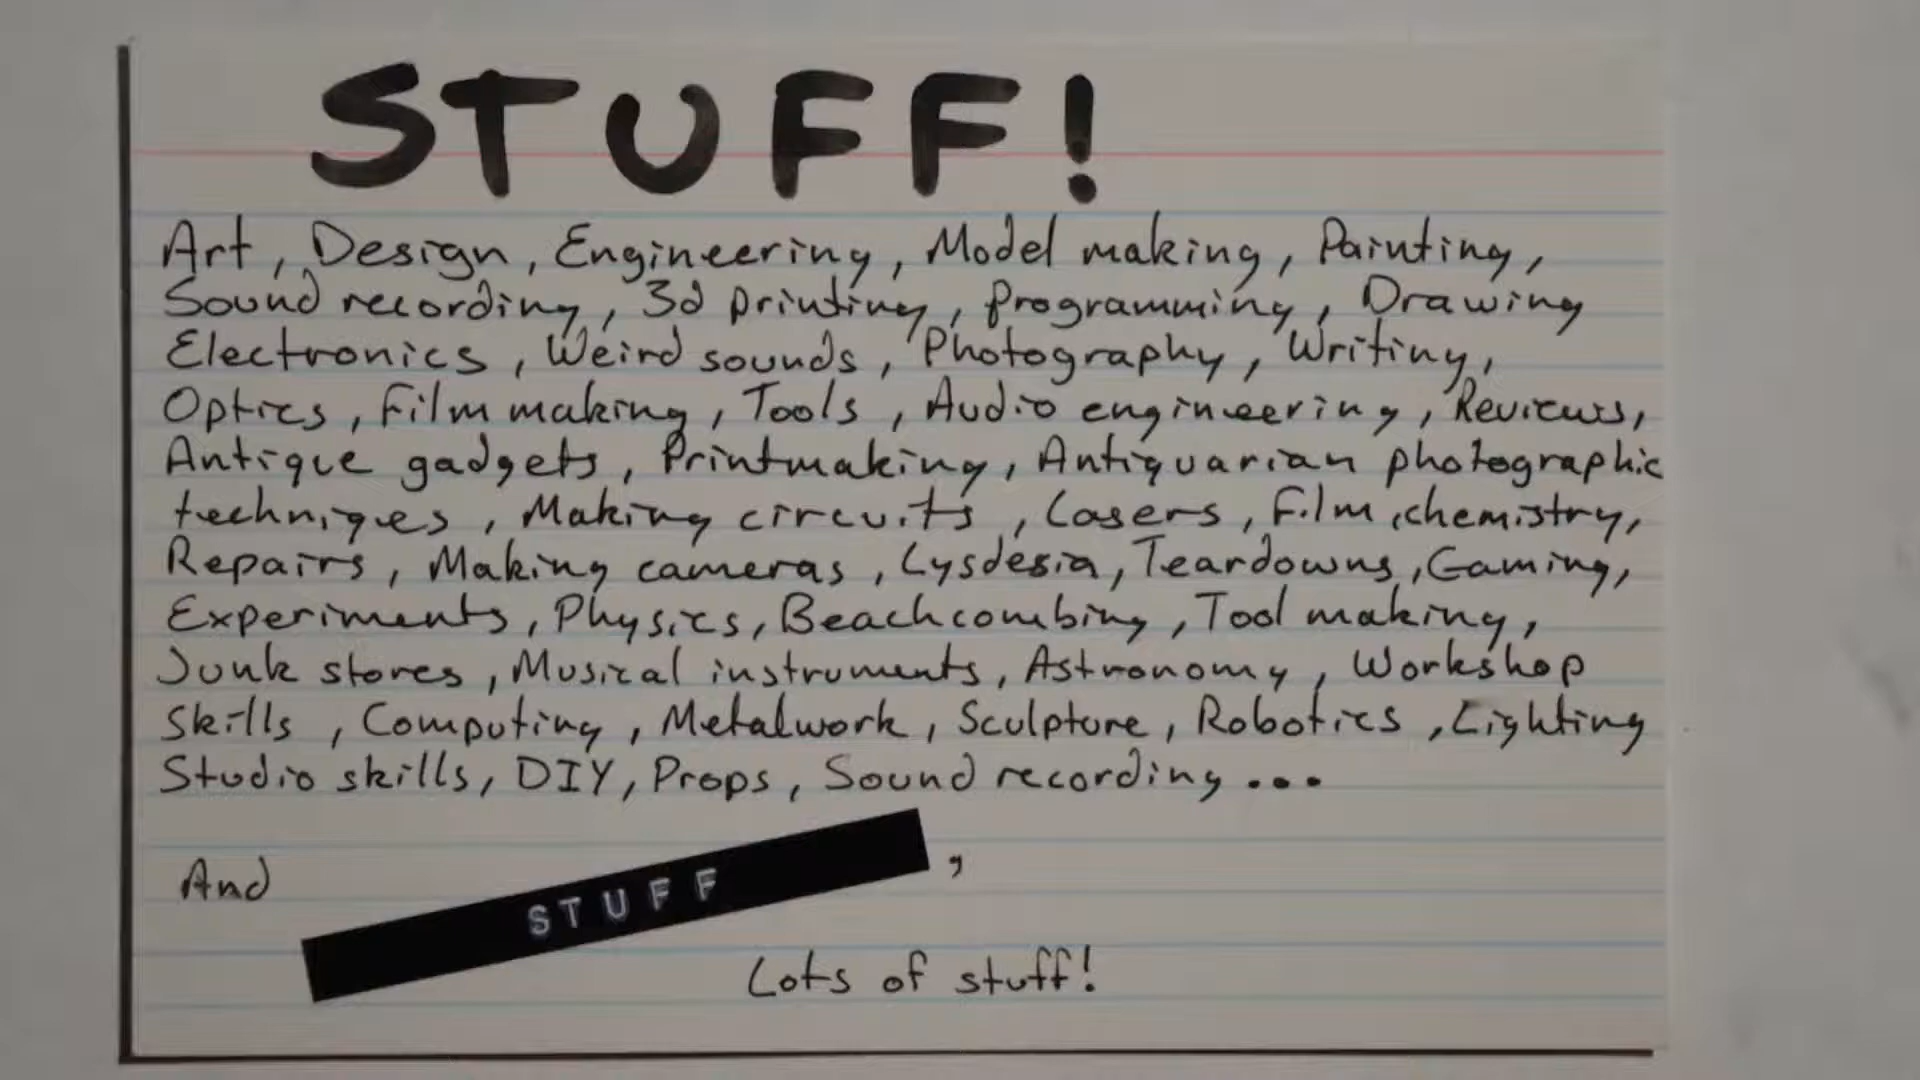 STUFF!
Art, Design, Engineering, Model making, Painting,
Sound recording, 3d printing, programming, Drawing
Electronics, Weird sounds, Photography, Writing,
Optics, Film making, Tools, Audio engineering, Reviews,
Antique gadgets, Printmaking, Antiquarian photographic
techniques, Making circuits, Lasers, Film, chemistry,
Repairs, Making cameras, Lysdexia, Teardowns, Gaming,
Experiments, Physics, Beachcombing, Tool making,
Junk stores, Musical instruments, Astronomy, Workshop
Skills, Computing, Metalwork, Sculpture, Robotics, Lighting
Studio skills, DIY, Props, Sound recording...
And STUFF,
Lots of stuff!